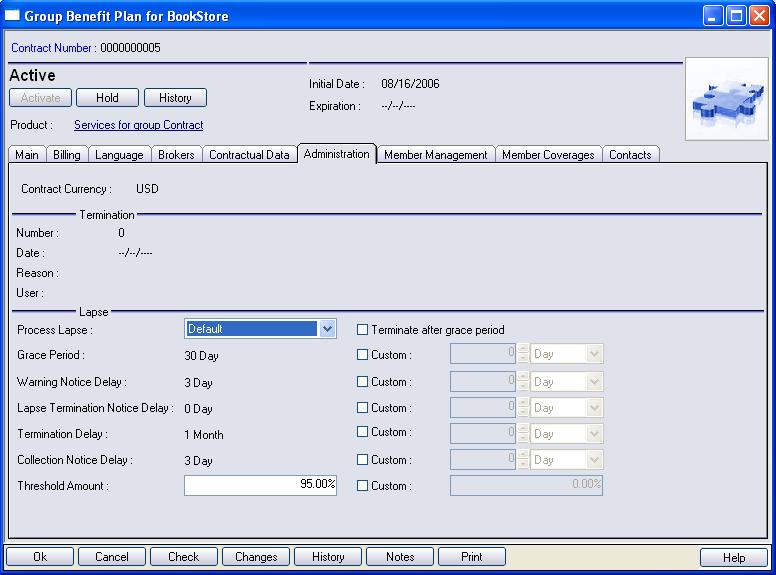 Group Benefit Plan for BookStore
Contract Number : 0000000005
Active
Activate Hold History
Initial Date : 08/16/2006
Expiration : --/--/----
Product : Services for group Contract
Main Billing Language Brokers Contractual Data Administration Member Management Member Coverages Contacts
Contract Currency : USD
Termination
Number : 0
Date : --/--/----
Reason :
User :
Lapse
Process Lapse : Default Terminate after grace period
Grace Period : 30 Day Custom : 0 Day
Warning Notice Delay : 3 Day Custom : 0 Day
Lapse Termination Notice Delay : 0 Day Custom : 0 Day
Termination Delay : 1 Month Custom : 0 Day
Collection Notice Delay : 3 Day Custom : 0 Day
Threshold Amount : 95.00% Custom : 0.00%
Ok Cancel Check Changes History Notes Print Help